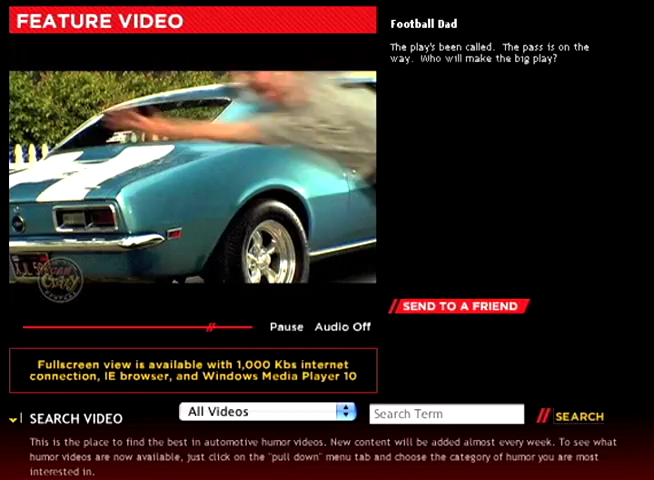 FEATURE VIDEO
Football Dad
The play's been called. The pass is on the
way. Who will make the big play?
SEND TO A FRIEND
Pause Audio Off
Fullscreen view is available with 1,000 Kbs internet
connection, IE browser, and Windows Media Player 10
SEARCH VIDEO
All Videos
Search Term
SEARCH
This is the place to find the best in automotive humor videos. New content will be added almost every week. To see what
humor videos are now available, just click on the "pull down" menu tab and choose the category of humor you are most
interested in.